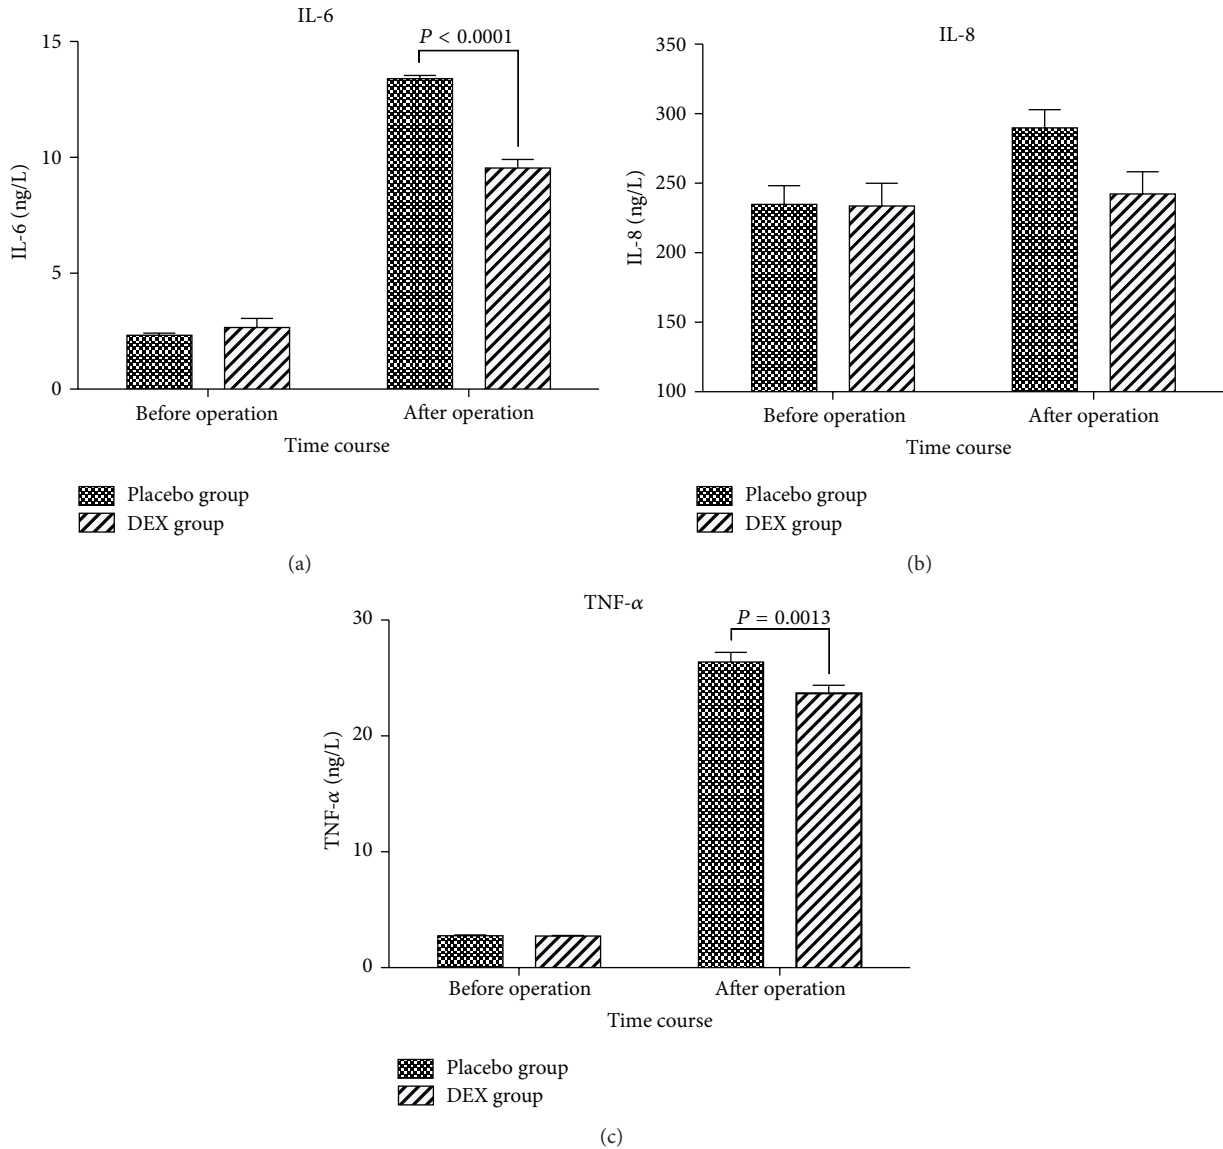 IL-6
P < 0.0001
15
10
5
0
IL-6 (ng/L)
Before operation
After operation
Time course
Placebo group
DEX group
(a)
IL-8
350
300
250
200
150
100
IL-8 (ng/L)
Before operation
After operation
Time course
Placebo group
DEX group
(b)
TNF-α
P = 0.0013
30
20
10
0
TNF-α (ng/L)
Before operation
After operation
Time course
Placebo group
DEX group
(c)